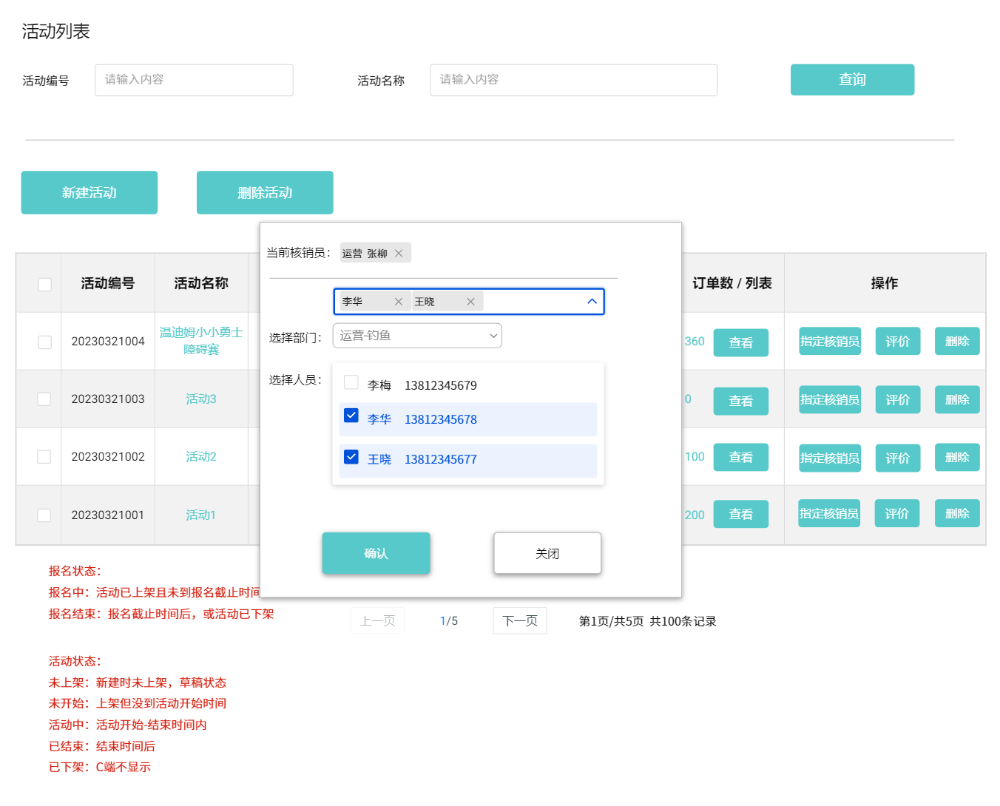 活动列表
活动编号 请输入内容 活动名称 请输入内容 查询
新建活动 删除活动
当前核销员： 运营 张柳
活动编号 活动名称 订单数 / 列表 操作
李华 王晓
选择部门： 运营-钓鱼
20230321004 温迪姆小小勇士 360 查看 指定核销员 评价 删除
障碍赛
选择人员：
李梅 13812345679
20230321003 活动3 0 查看 指定核销员 评价 删除
李华 13812345678
20230321002 活动2 100 查看 指定核销员 评价 删除
王晓 13812345677
20230321001 活动1 200 查看 指定核销员 评价 删除
确认 关闭
报名状态：
报名中：活动已上架且未到报名截止时间
报名结束：报名截止时间后，或活动已下架
上一页 1/5 下一页 第1页/共5页 共100条记录
活动状态：
未上架：新建时未上架，草稿状态
未开始：上架但没到活动开始时间
活动中：活动开始-结束时间内
已结束：结束时间后
已下架：C端不显示